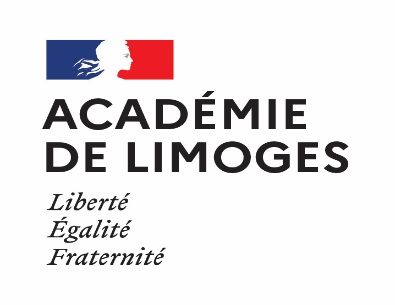 ACADÉMIE
DE LIMOGES
Liberté
Égalité
Fraternité